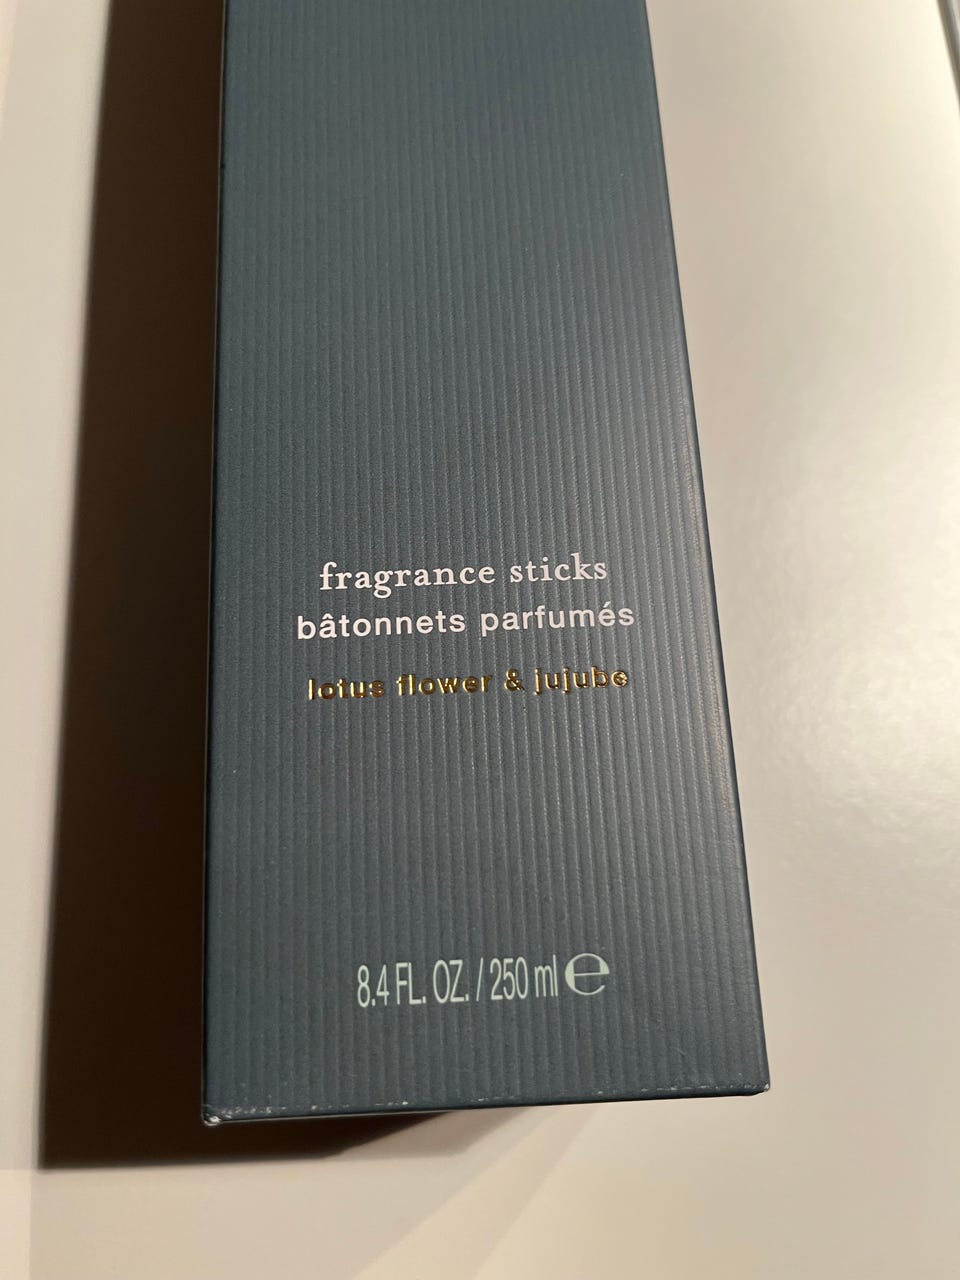 fragrance sticks
bâtonnets parfumés
lotus flower & jujube
8.4 FL. OZ. / 250 ml ℮